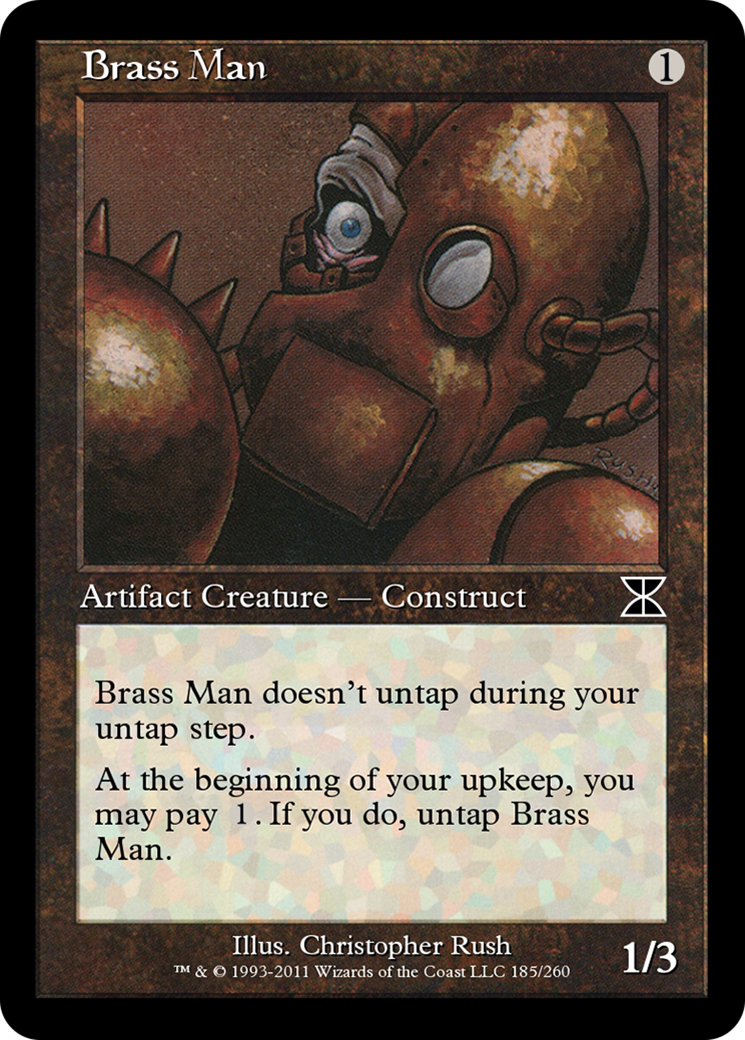 Brass Man 1
RUSH
Artifact Creature — Construct
Brass Man doesn't untap during your
untap step.
At the beginning of your upkeep, you
may pay 1. If you do, untap Brass
Man.
Illus. Christopher Rush
™ & © 1993-2011 Wizards of the Coast LLC 185/260
1/3